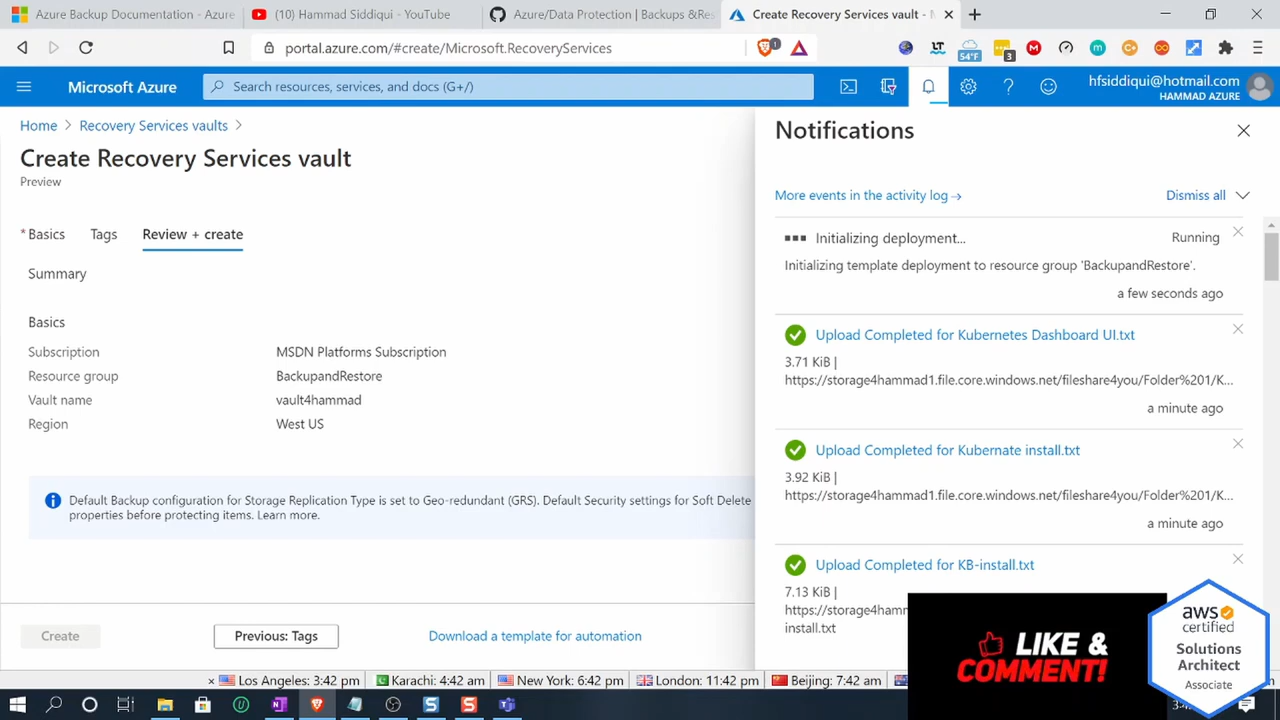 Azure Backup Documentation - Azure
(10) Hammad Siddiqui - YouTube
Azure/Data Protection | Backups &Res
Create Recovery Services vault - M
portal.azure.com/#create/Microsoft.RecoveryServices
1
LT
54°F
3
M
m
C+
Microsoft Azure
Search resources, services, and docs (G+/)
hfsiddiqui@hotmail.com
HAMMAD AZURE
Home > Recovery Services vaults >
Create Recovery Services vault
Preview
* Basics
Tags
Review + create
Summary
Basics
Subscription
MSDN Platforms Subscription
Resource group
BackupandRestore
Vault name
vault4hammad
Region
West US
Default Backup configuration for Storage Replication Type is set to Geo-redundant (GRS). Default Security settings for Soft Delete
properties before protecting items. Learn more.
Create
Previous: Tags
Download a template for automation
Notifications
More events in the activity log →
Dismiss all
Initializing deployment...
Running
Initializing template deployment to resource group 'BackupandRestore'.
a few seconds ago
Upload Completed for Kubernetes Dashboard UI.txt
3.71 KiB |
https://storage4hammad1.file.core.windows.net/fileshare4you/Folder%201/K...
a minute ago
Upload Completed for Kubernate install.txt
3.92 KiB |
https://storage4hammad1.file.core.windows.net/fileshare4you/Folder%201/K...
a minute ago
Upload Completed for KB-install.txt
7.13 KiB |
https://storage4hamm
install.txt
LIKE &
COMMENT!
aws
certified
Solutions
Architect
Associate
Los Angeles: 3:42 pm
Karachi: 4:42 am
New York: 6:42 pm
London: 11:42 pm
Beijing: 7:42 am